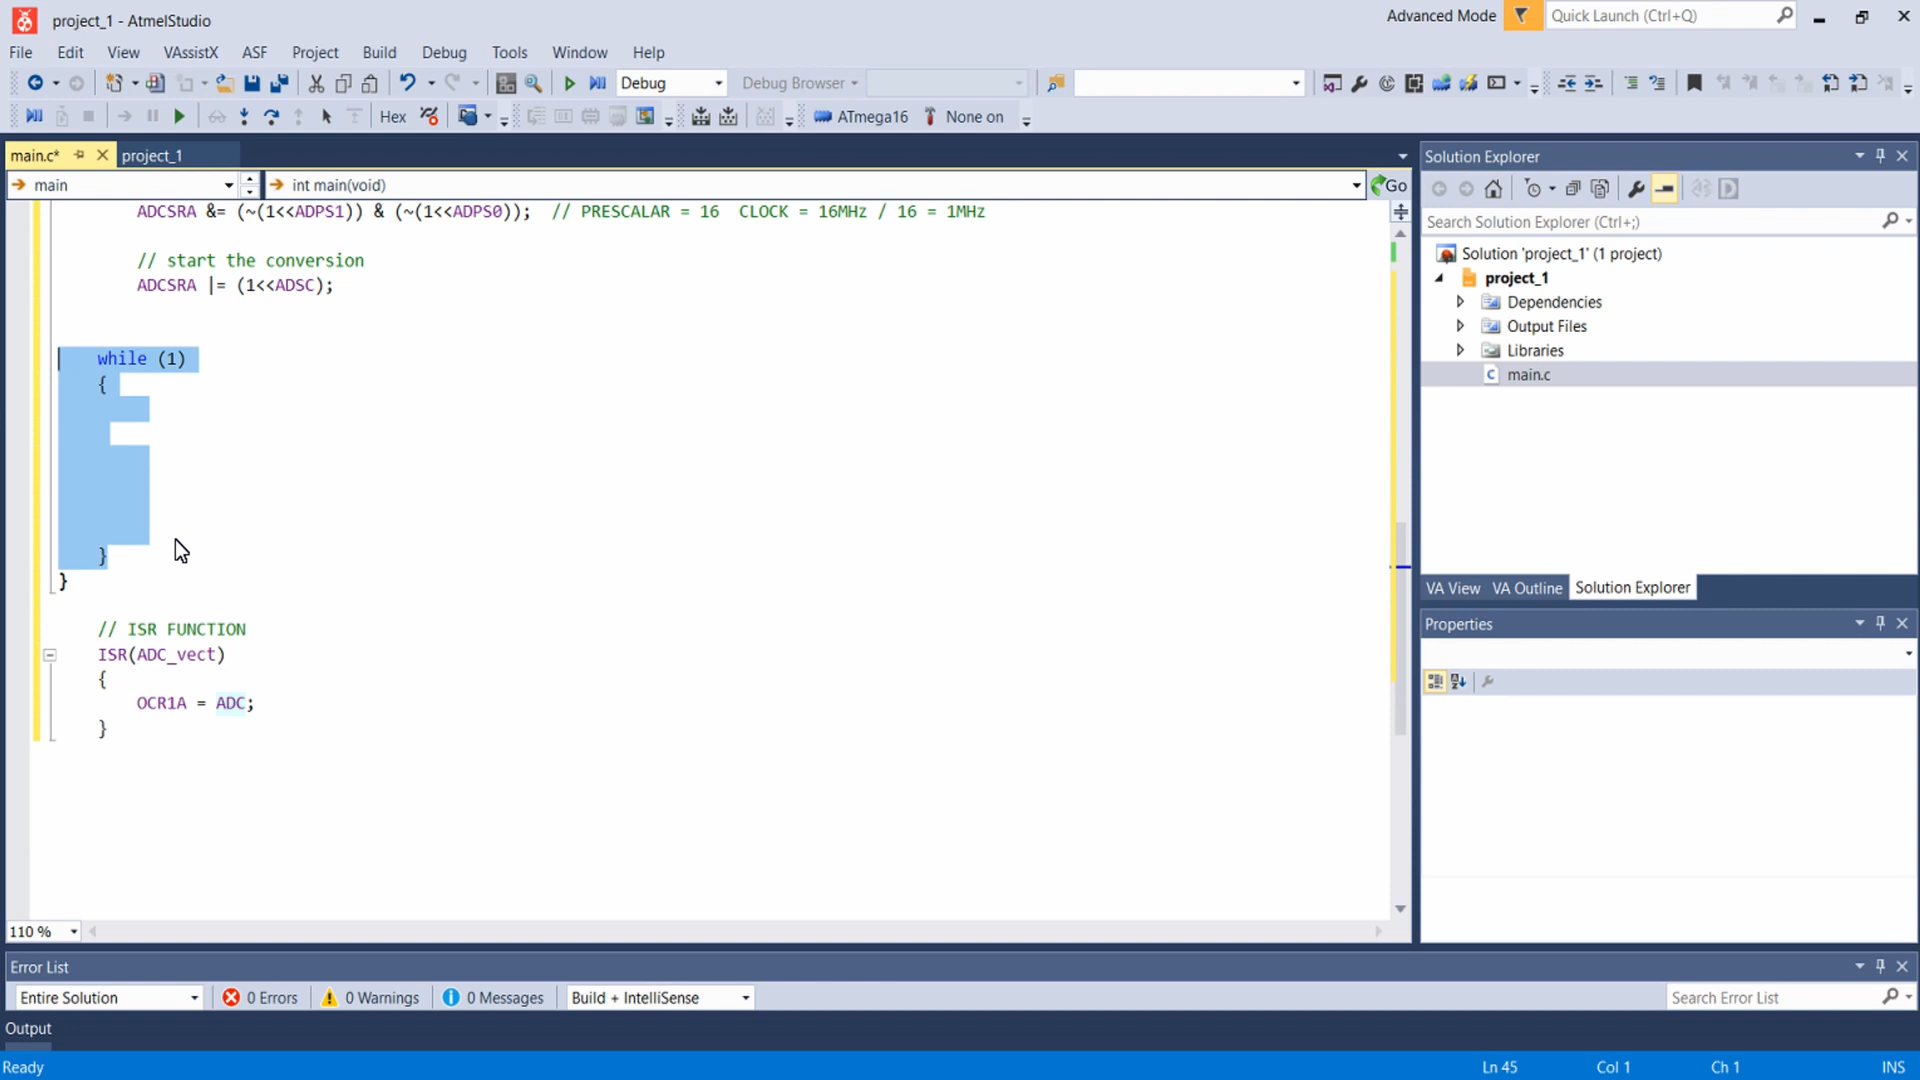 project_1 - AtmelStudio
Advanced Mode
Quick Launch (Ctrl+Q)
File Edit View VAssistX ASF Project Build Debug Tools Window Help
Debug
Debug Browser
Hex
ATmega16
None on
main.c*
project_1
main
int main(void)
Go
ADCSRA &= (~(1<<ADPS1)) & (~(1<<ADPS0)); // PRESCALAR = 16 CLOCK = 16MHz / 16 = 1MHz
// start the conversion
ADCSRA |= (1<<ADSC);
while (1)
{
}
}
// ISR FUNCTION
ISR(ADC_vect)
{
OCR1A = ADC;
}
110 %
Solution Explorer
Search Solution Explorer (Ctrl+;)
Solution 'project_1' (1 project)
project_1
Dependencies
Output Files
Libraries
main.c
VA View VA Outline Solution Explorer
Properties
Error List
Entire Solution
0 Errors
0 Warnings
0 Messages
Build + IntelliSense
Search Error List
Output
Ready
Ln 45
Col 1
Ch 1
INS